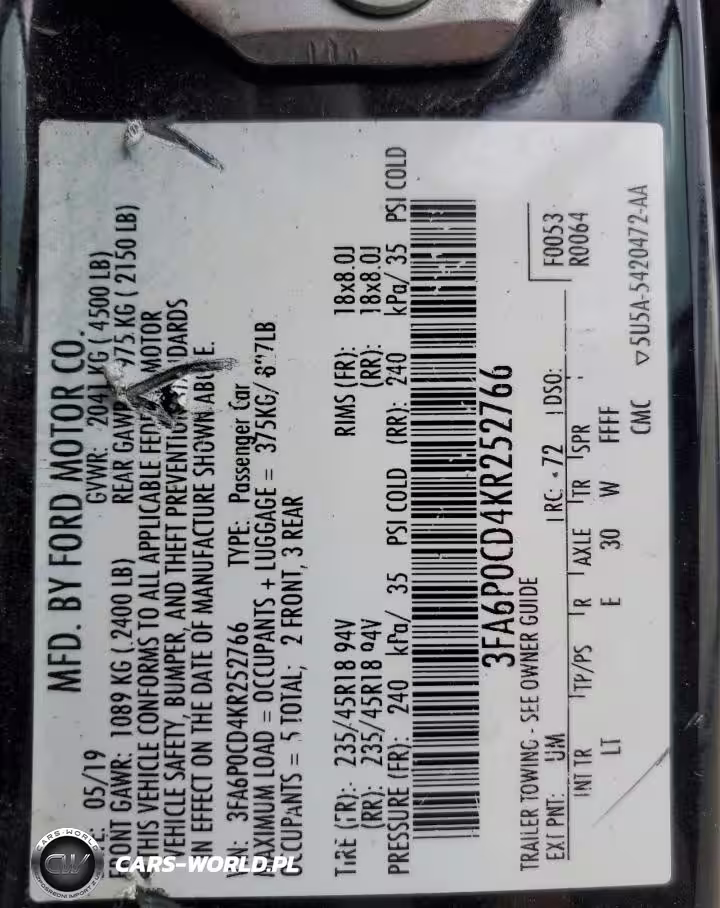 MFD. BY FORD MOTOR CO.
05/19 GVWR: 2041 KG ( 4500 LB)
FRONT GAWR: 1089 KG ( 2400 LB) REAR GAWR 975 KG ( 2150 LB)
THIS VEHICLE CONFORMS TO ALL APPLICABLE MOTOR
VEHICLE SAFETY, BUMPER, AND THEFT PREVENTION
IN EFFECT ON THE DATE OF MANUFACTURE SHOWN ABOVE.
VIN: 3FA6P0CD4KR252766 TYPE: Passenger Car
MAXIMUM LOAD = OCCUPANTS + LUGGAGE = 375KG/
OCCUPANTS = 5 TOTAL; 2 FRONT, 3 REAR
TIRE (FR): 235/45R18 94V RIMS (FR): 18x8.0J
(RR): 235/45R18 94V (RR): 18x8.0J
PRESSURE (FR): 240 kPa/ 35 PSI COLD (RR): 240 kPa/ 35 PSI COLD
3FA6P0CD4KR252766
TRAILER TOWING - SEE OWNER GUIDE
F0053
R0064
EXT PNT: UM RC: 72 DSO:
INT TR TP/PS R AXLE TR SPR
LT E 30 W FFFF
CMC ▽5U5A-5420472-AA
CARS-WORLD
CW
CARS-WORLD.PL